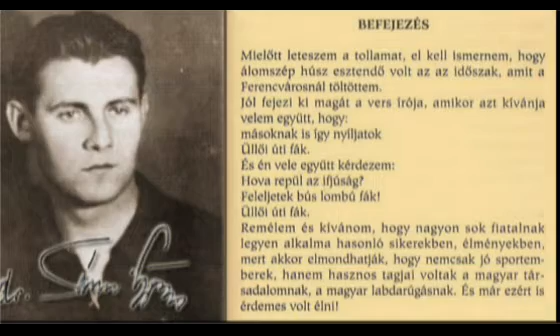 BEFEJEZÉS
Mielőtt leteszem a tollamat, el kell ismernem, hogy
álomszép húsz esztendő volt az az időszak, amit a
Ferencvárosnál töltöttem.
Jól fejezi ki magát a vers írója, amikor azt kívánja
velem együtt, hogy:
másoknak is így nyíljatok
Üllői úti fák.
És én vele együtt kérdezem:
Hova repül az ifjúság?
Feleljetek bús lombú fák!
Üllői úti fák.
Remélem és kívánom, hogy nagyon sok fiatalnak
legyen alkalma hasonló sikerekben, élményekben,
mert akkor elmondhatják, hogy nemcsak jó sportem-
berek, hanem hasznos tagjai voltak a magyar tár-
sadalomnak, a magyar labdarúgásnak. És már ezért is
érdemes volt élni!
dr.